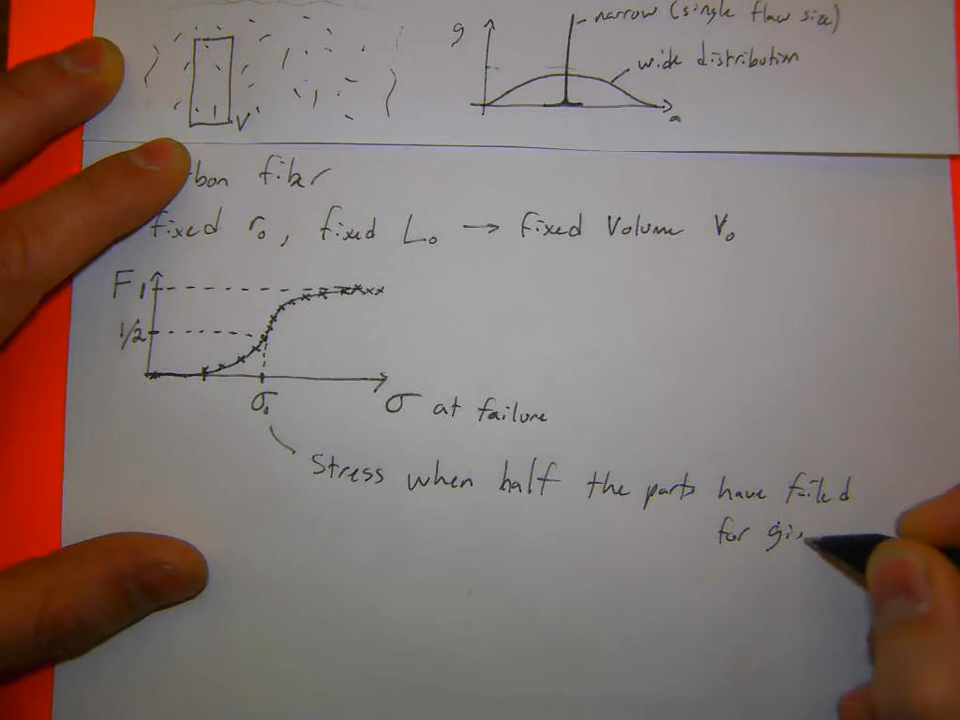 narrow (single flaw size)
g
wide distribution
V
a
bon fiber
fixed r₀, fixed L₀ → fixed Volume V₀
F 1
1/2
σ₀
σ at failure
Stress when half the parts have failed
for gi